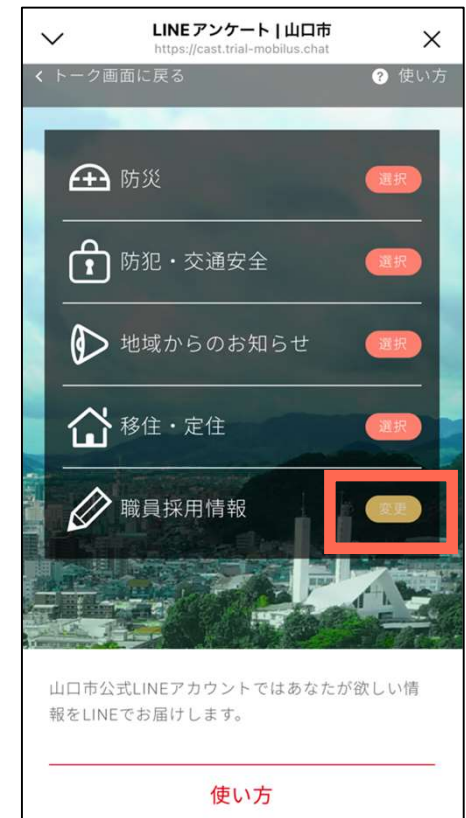 LINEアンケート | 山口市
https://cast.trial-mobilus.chat
トーク画面に戻る
? 使い方
防災
選択
防犯・交通安全
選択
地域からのお知らせ
選択
移住・定住
選択
職員採用情報
変更
山口市公式LINEアカウントではあなたが欲しい情
報をLINEでお届けします。
使い方